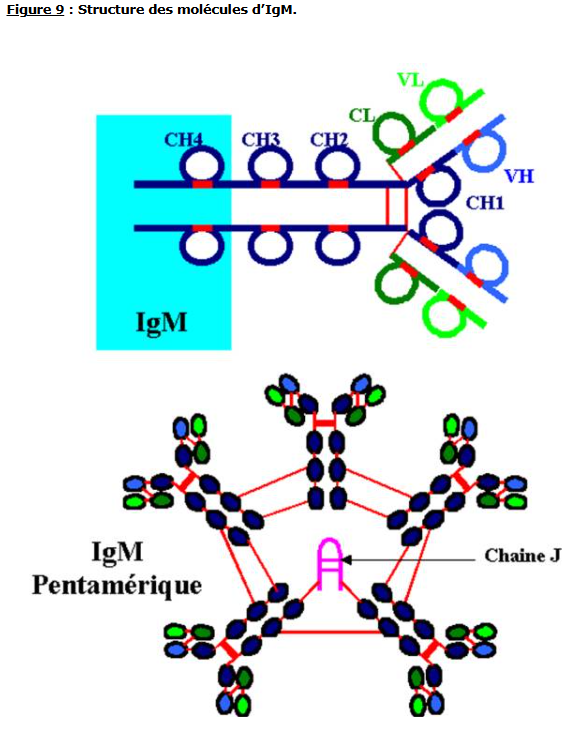 Figure 9 : Structure des molécules d’IgM.
VL
CL
CH4 CH3 CH2
VH
CH1
IgM
IgM
Pentamérique
Chaine J